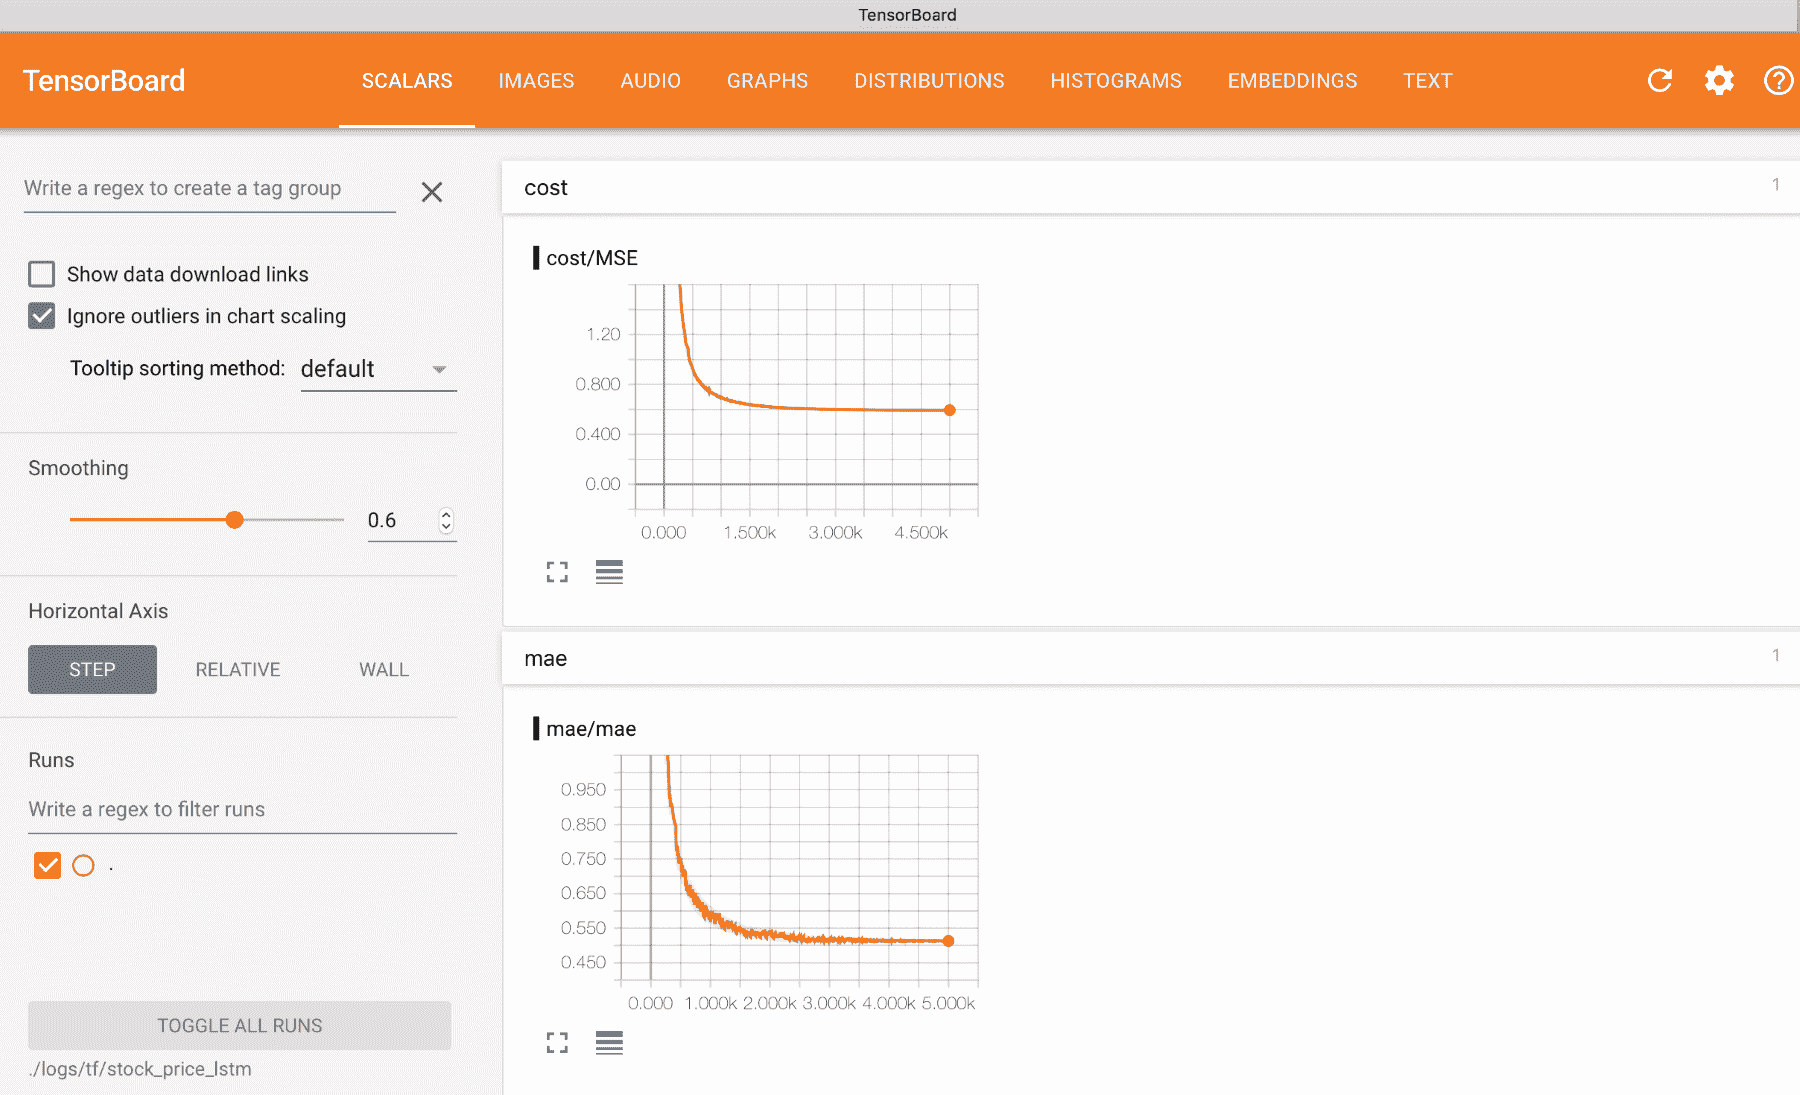 TensorBoard
TensorBoard SCALARS IMAGES AUDIO GRAPHS DISTRIBUTIONS HISTOGRAMS EMBEDDINGS TEXT
Write a regex to create a tag group
Show data download links
Ignore outliers in chart scaling
Tooltip sorting method: default
Smoothing
0.6
Horizontal Axis
STEP RELATIVE WALL
Runs
Write a regex to filter runs
.
TOGGLE ALL RUNS
./logs/tf/stock_price_lstm
cost 1
cost/MSE
1.20
0.800
0.400
0.00
0.000 1.500k 3.000k 4.500k
mae 1
mae/mae
0.950
0.850
0.750
0.650
0.550
0.450
0.000 1.000k 2.000k 3.000k 4.000k 5.000k